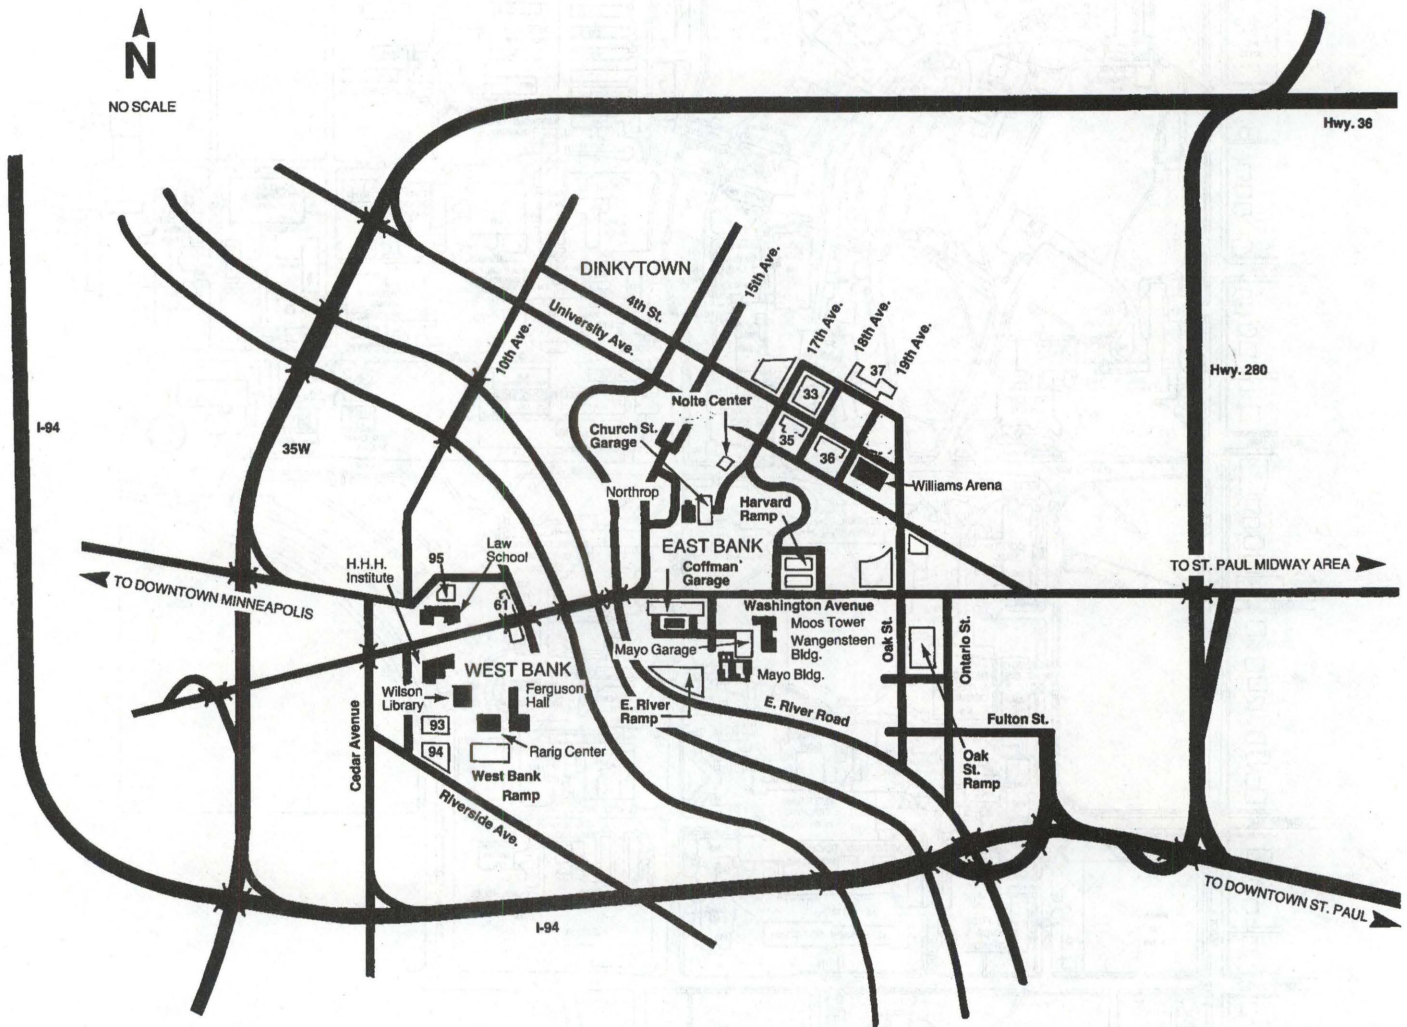 N
NO SCALE
Hwy. 36
DINKYTOWN
4th St.
University Ave.
10th Ave.
15th Ave.
17th Ave.
18th Ave.
19th Ave.
37
33
35
36
Hwy. 280
I-94
35W
Nolte Center
Church St.
Garage
Williams Arena
Northrop
Harvard
Ramp
EAST BANK
Coffman
Garage
Law
School
95
H.H.H.
Institute
TO DOWNTOWN MINNEAPOLIS
TO ST. PAUL MIDWAY AREA
61
Washington Avenue
Moos Tower
Wangensteen
Bldg.
Mayo Garage
Mayo Bldg.
Oak St.
Ontario St.
WEST BANK
Wilson
Library
Ferguson
Hall
E. River
Ramp
E. River Road
Fulton St.
93
94
Cedar Avenue
Rarig Center
West Bank
Ramp
Oak
St.
Ramp
Riverside Ave.
I-94
TO DOWNTOWN ST. PAUL